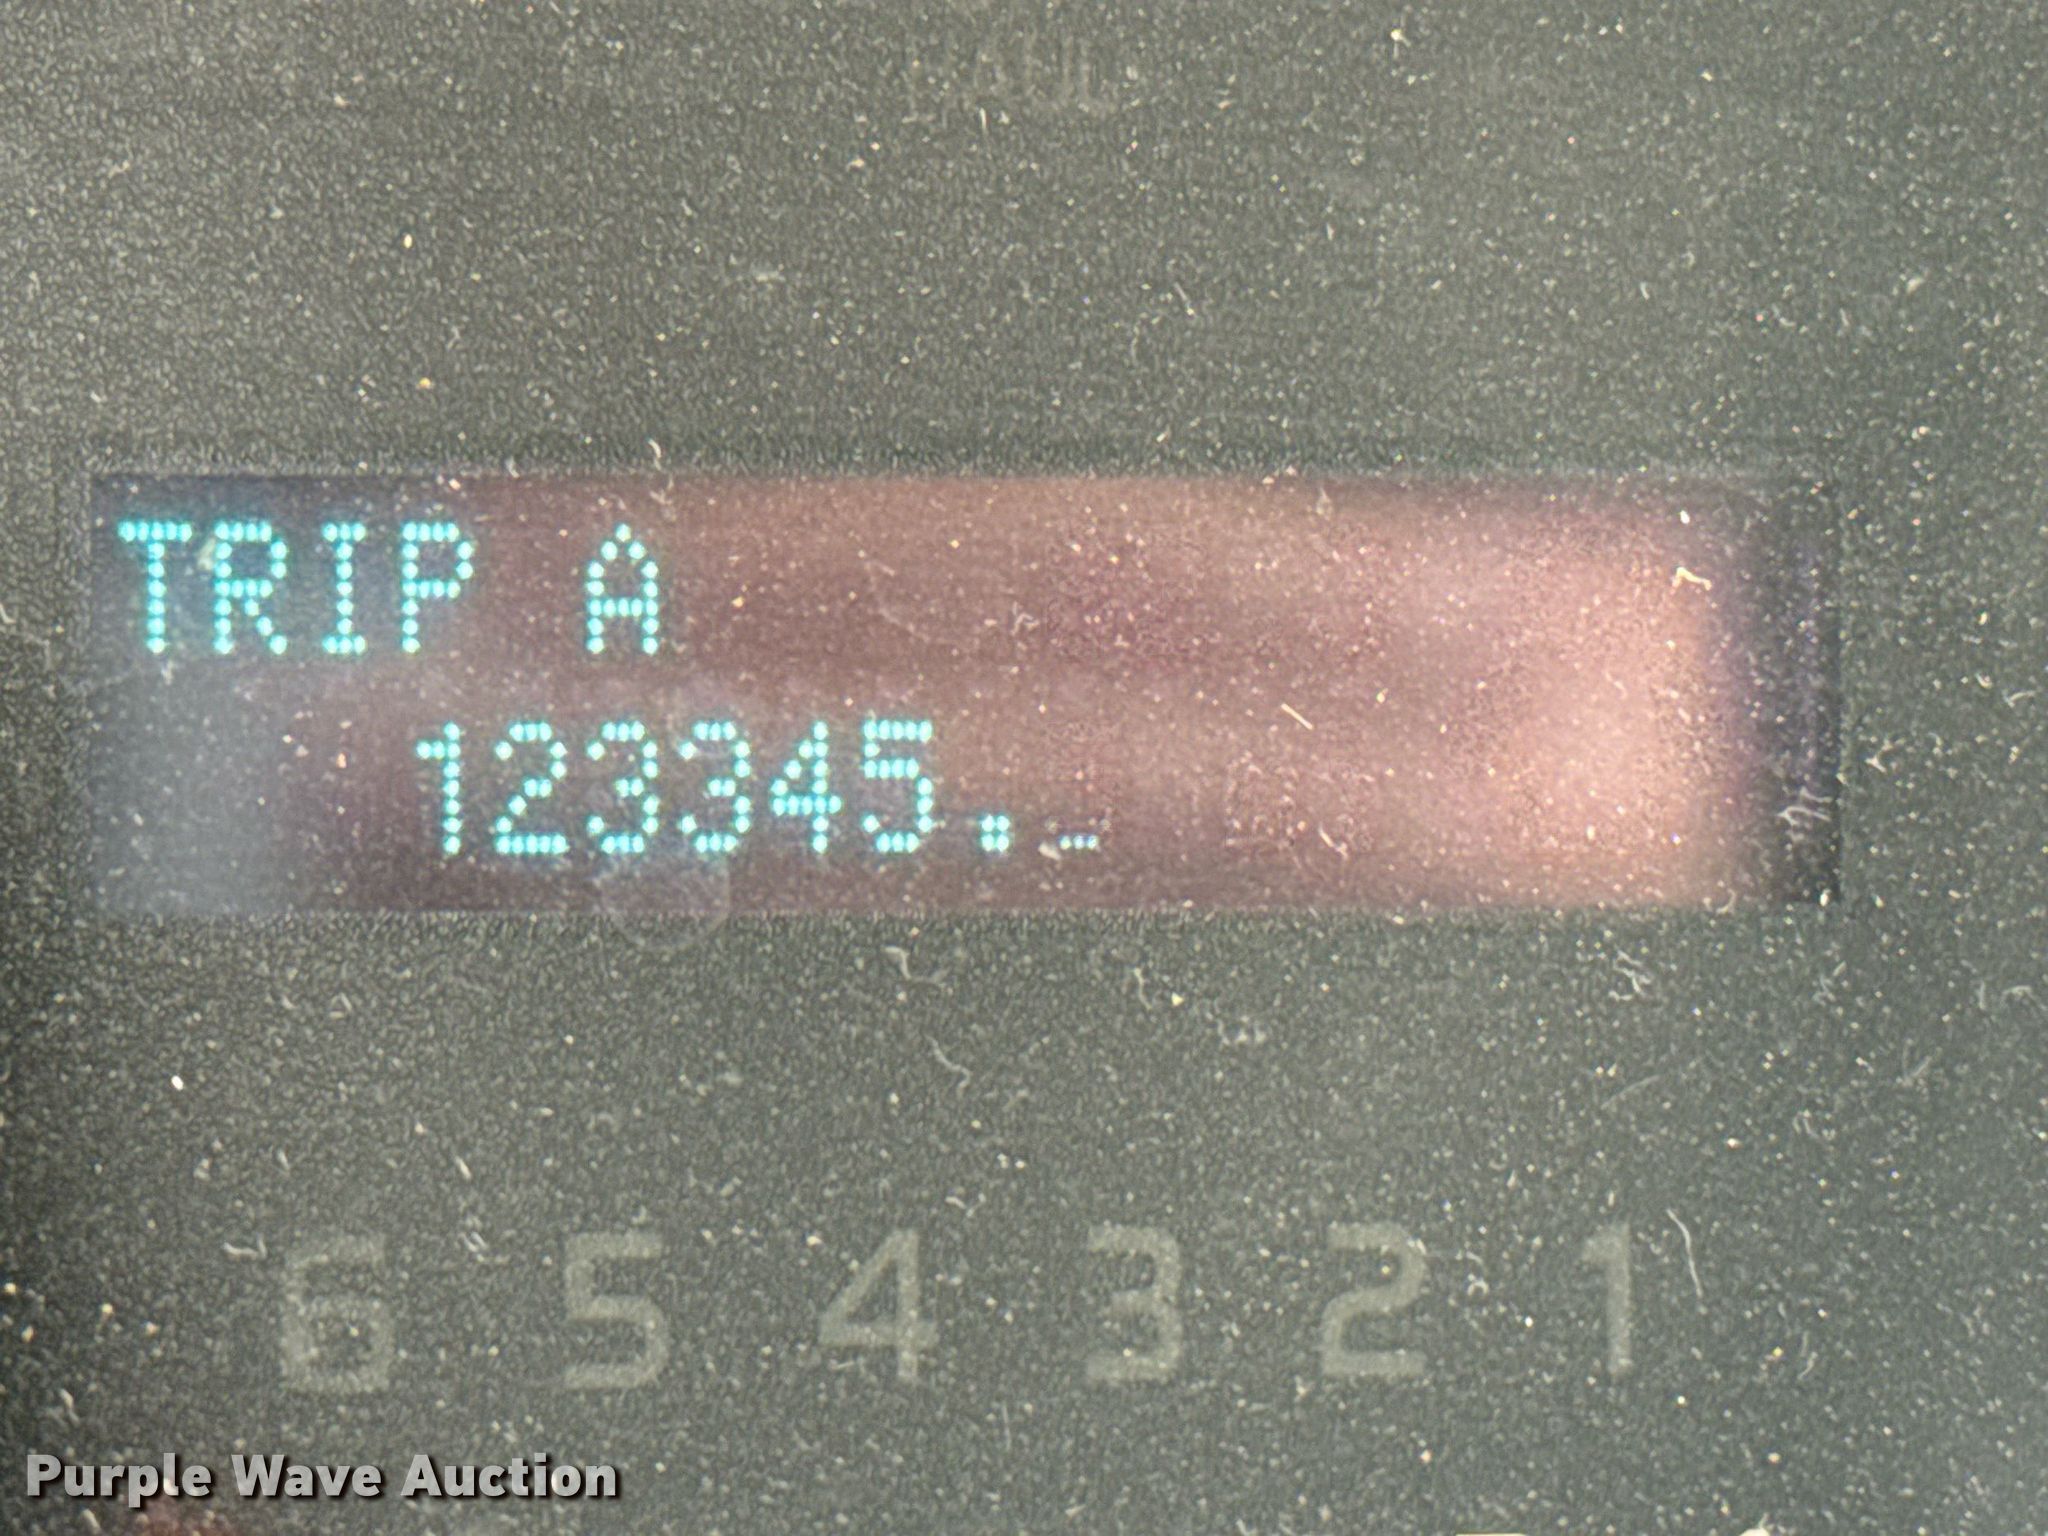 TRIP A
123345.
6 5 4 3 2 1
Purple Wave Auction